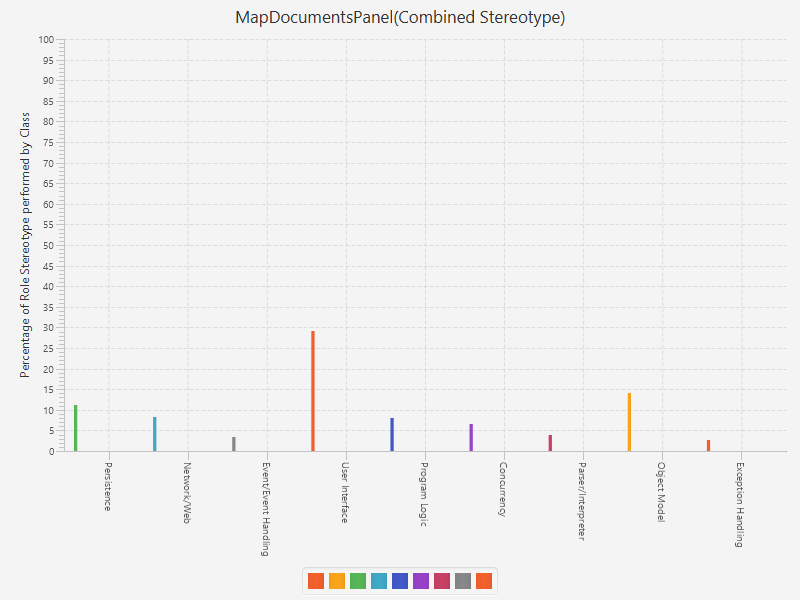 MapDocumentsPanel(Combined Stereotype)
Percentage of Role Stereotype performed by Class
100
95
90
85
80
75
70
65
60
55
50
45
40
35
30
25
20
15
10
5
0
Persistence
Network/Web
Event/Event Handling
User Interface
Program Logic
Concurrency
Parser/Interpreter
Object Model
Exception Handling